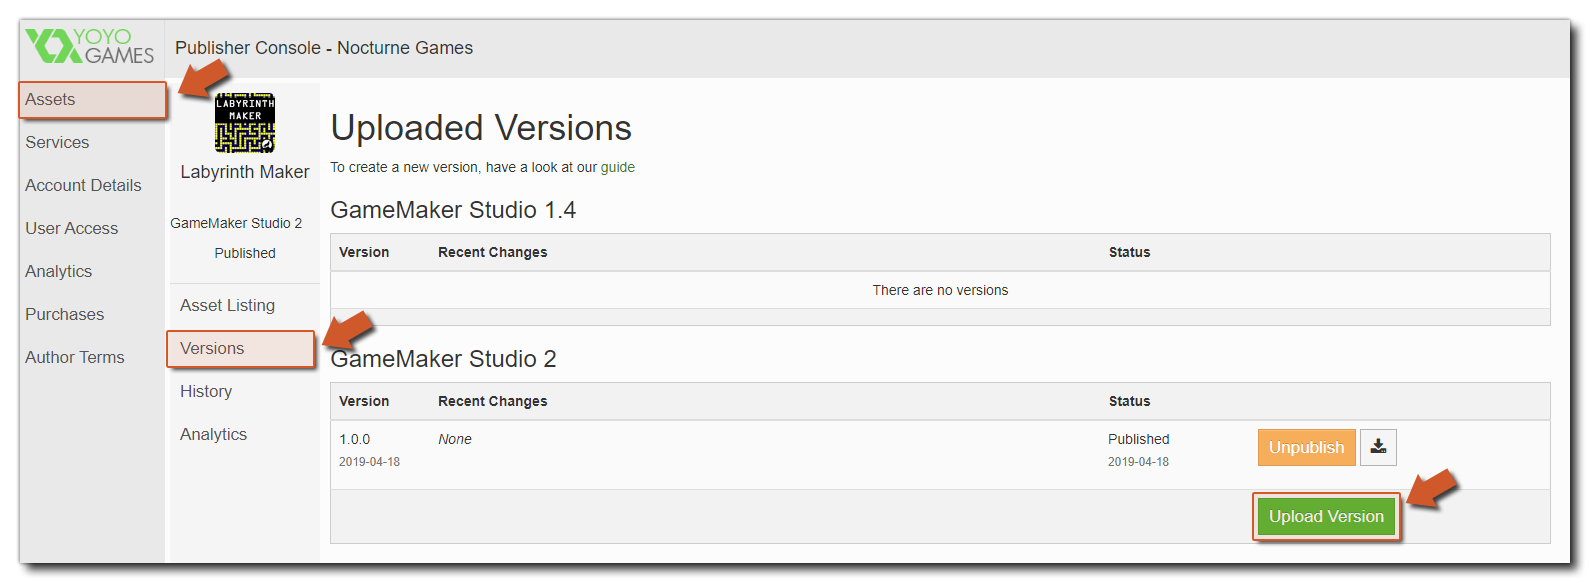 YOYO
GAMES
Publisher Console - Nocturne Games
Assets
Services
Account Details
User Access
Analytics
Purchases
Author Terms
LABYRINTH
MAKER
Labyrinth Maker
GameMaker Studio 2
Published
Asset Listing
Versions
History
Analytics
Uploaded Versions
To create a new version, have a look at our guide
GameMaker Studio 1.4
Version Recent Changes Status
There are no versions
GameMaker Studio 2
Version Recent Changes Status
1.0.0 None Published Unpublish
2019-04-18 2019-04-18
Upload Version